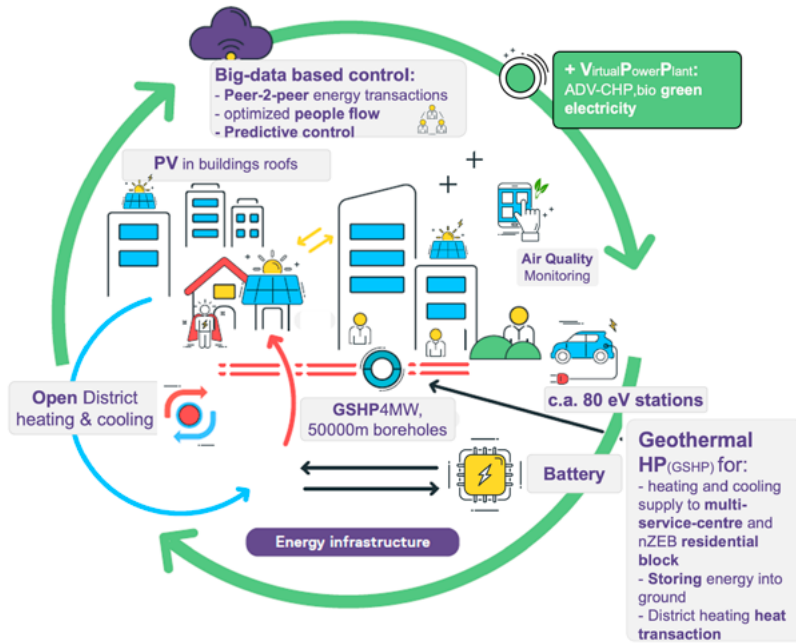 Big-data based control:
- Peer-2-peer energy transactions
- optimized people flow
- Predictive control
+ VirtualPowerPlant:
ADV-CHP,bio green
electricity
PV in buildings roofs
Air Quality
Monitoring
Open District
heating & cooling
GSHP4MW,
50000m boreholes
c.a. 80 eV stations
Battery
Geothermal
HP(GSHP) for:
- heating and cooling
supply to multi-
service-centre and
nZEB residential
block
- Storing energy into
ground
- District heating heat
transaction
Energy infrastructure